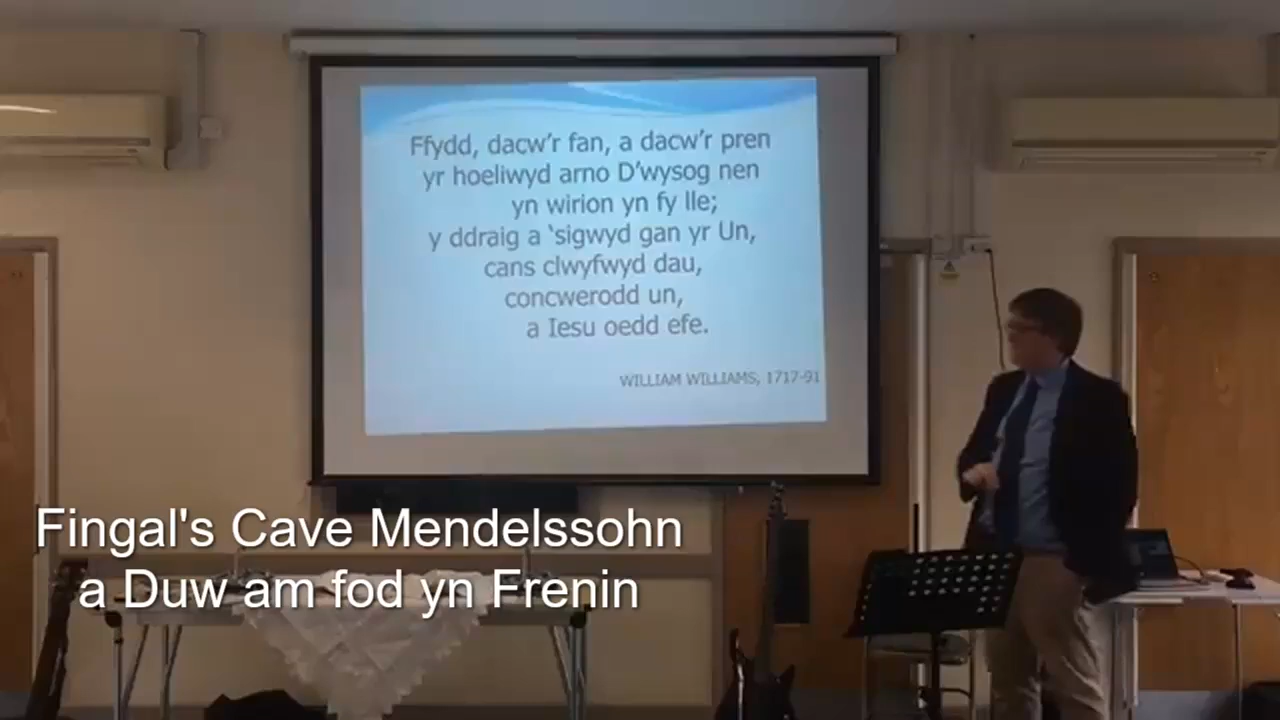 Ffydd, dacw'r fan, a dacw'r pren
yr hoeliwyd arno D'wysog nen
yn wirion yn fy lle;
y ddraig a 'sigwyd gan yr Un,
cans clwyfwyd dau,
concwerodd un,
a Iesu oedd efe.
WILLIAM WILLIAMS, 1717-91
Fingal's Cave Mendelssohn
a Duw am fod yn Frenin